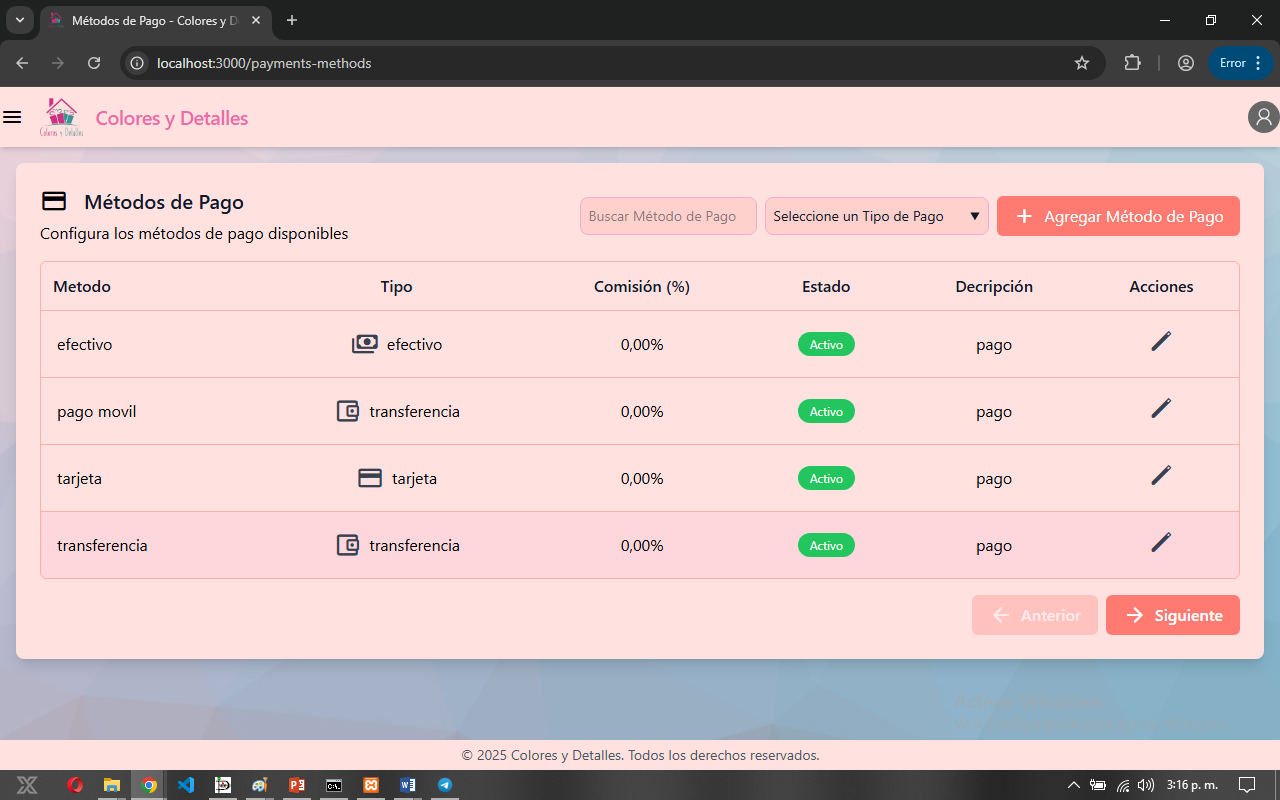 Métodos de Pago - Colores y D
localhost:3000/payments-methods
Error
Colores y Detalles
Colores y Detalles
Métodos de Pago
Configura los métodos de pago disponibles
Buscar Método de Pago
Seleccione un Tipo de Pago
Agregar Método de Pago
Metodo Tipo Comisión (%) Estado Decripción Acciones
efectivo efectivo 0,00% Activo pago
pago movil transferencia 0,00% Activo pago
tarjeta tarjeta 0,00% Activo pago
transferencia transferencia 0,00% Activo pago
Anterior Siguiente
© 2025 Colores y Detalles. Todos los derechos reservados.
3:16 p. m.